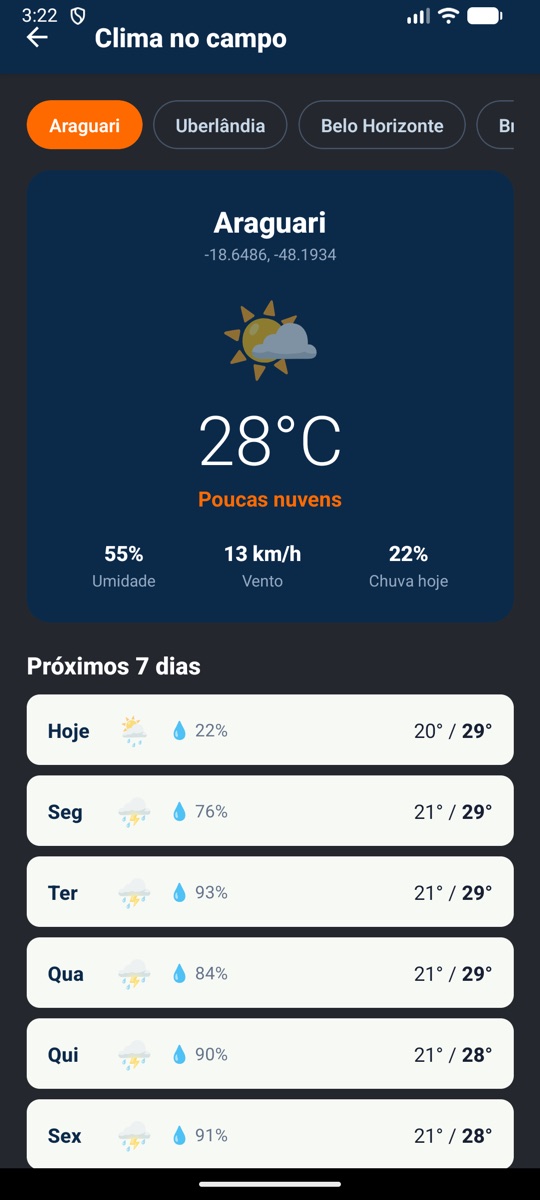 3:22
Clima no campo
Araguari Uberlândia Belo Horizonte
Araguari
-18.6486, -48.1934
28°C
Poucas nuvens
55% 13 km/h 22%
Umidade Vento Chuva hoje
Próximos 7 dias
Hoje 22% 20° / 29°
Seg 76% 21° / 29°
Ter 93% 21° / 29°
Qua 84% 21° / 29°
Qui 90% 21° / 28°
Sex 91% 21° / 28°